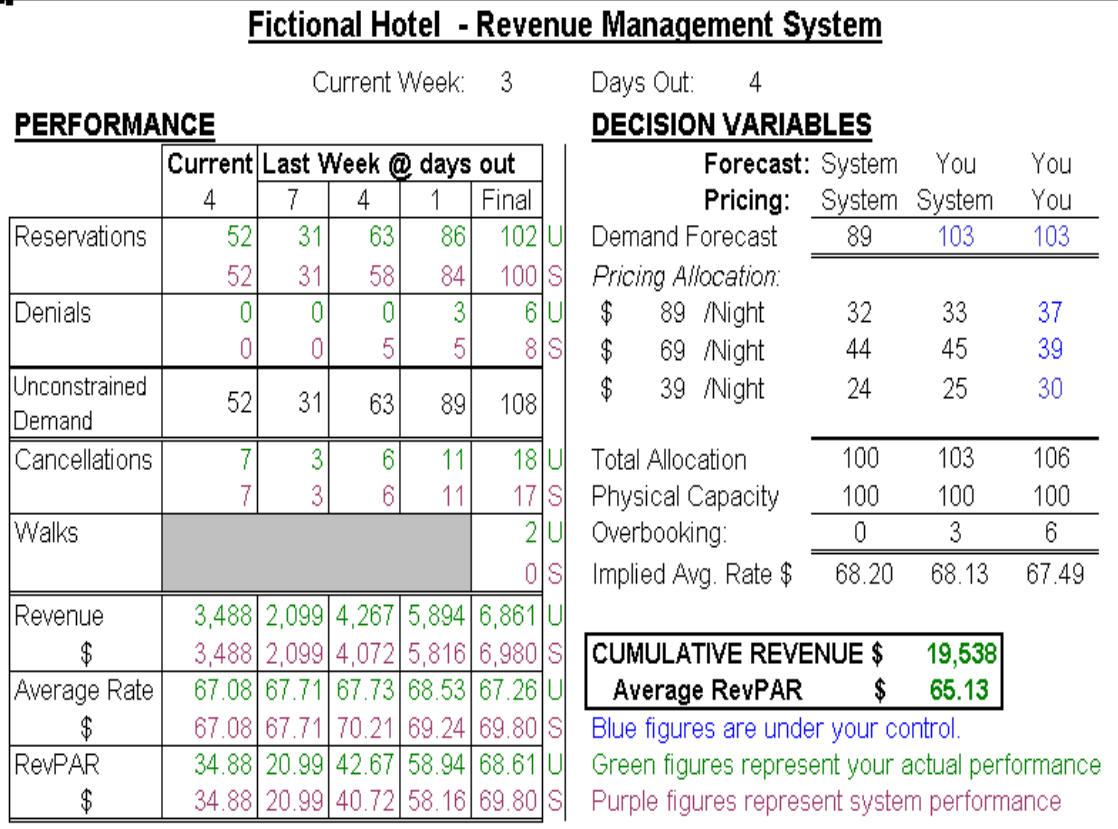 Fictional Hotel - Revenue Management System
Current Week: 3 Days Out: 4
PERFORMANCE
Current Last Week @ days out
4 7 4 1 Final
Reservations 52 31 63 86 102 U
52 31 58 84 100 S
Denials 0 0 0 3 6 U
0 0 5 5 8 S
Unconstrained
Demand 52 31 63 89 108
Cancellations 7 3 6 11 18 U
7 3 6 11 17 S
Walks 2 U
0 S
Revenue 3,488 2,099 4,267 5,894 6,861 U
$ 3,488 2,099 4,072 5,816 6,980 S
Average Rate 67.08 67.71 67.73 68.53 67.26 U
$ 67.08 67.71 70.21 69.24 69.80 S
RevPAR 34.88 20.99 42.67 58.94 68.61 U
$ 34.88 20.99 40.72 58.16 69.80 S
DECISION VARIABLES
Forecast: System You You
Pricing: System System You
Demand Forecast 89 103 103
Pricing Allocation:
$ 89 /Night 32 33 37
$ 69 /Night 44 45 39
$ 39 /Night 24 25 30
Total Allocation 100 103 106
Physical Capacity 100 100 100
Overbooking: 0 3 6
Implied Avg. Rate $ 68.20 68.13 67.49
CUMULATIVE REVENUE $ 19,538
Average RevPAR $ 65.13
Blue figures are under your control.
Green figures represent your actual performance
Purple figures represent system performance